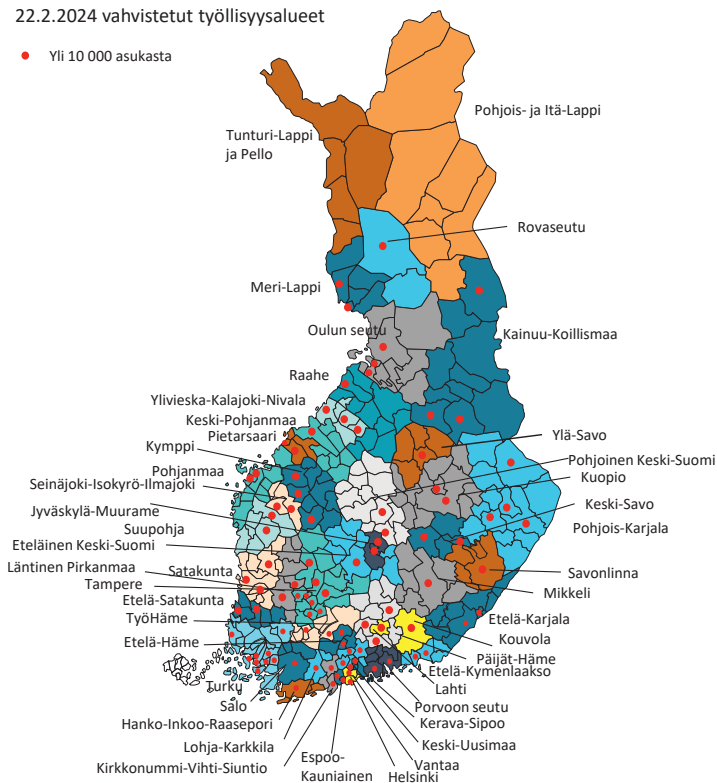 22.2.2024 vahvistetut työllisyysalueet
Yli 10 000 asukasta
Pohjois- ja Itä-Lappi
Tunturi-Lappi
ja Pello
Rovaseutu
Meri-Lappi
Oulun seutu
Kainuu-Koillismaa
Raahe
Ylivieska-Kalajoki-Nivala
Keski-Pohjanmaa
Pietarsaari
Ylä-Savo
Kymppi
Pohjoinen Keski-Suomi
Pohjanmaa
Kuopio
Seinäjoki-Isokyrö-Ilmajoki
Keski-Savo
Jyväskylä-Muurame
Pohjois-Karjala
Suupohja
Eteläinen Keski-Suomi
Läntinen Pirkanmaa
Satakunta
Savonlinna
Tampere
Mikkeli
Etelä-Satakunta
Etelä-Karjala
TyöHäme
Kouvola
Etelä-Häme
Päijät-Häme
Etelä-Kymenlaakso
Lahti
Turku
Salo
Porvoon seutu
Hanko-Inkoo-Raasepori
Kerava-Sipoo
Lohja-Karkkila
Keski-Uusimaa
Kirkkonummi-Vihti-Siuntio
Espoo-
Kauniainen
Vantaa
Helsinki